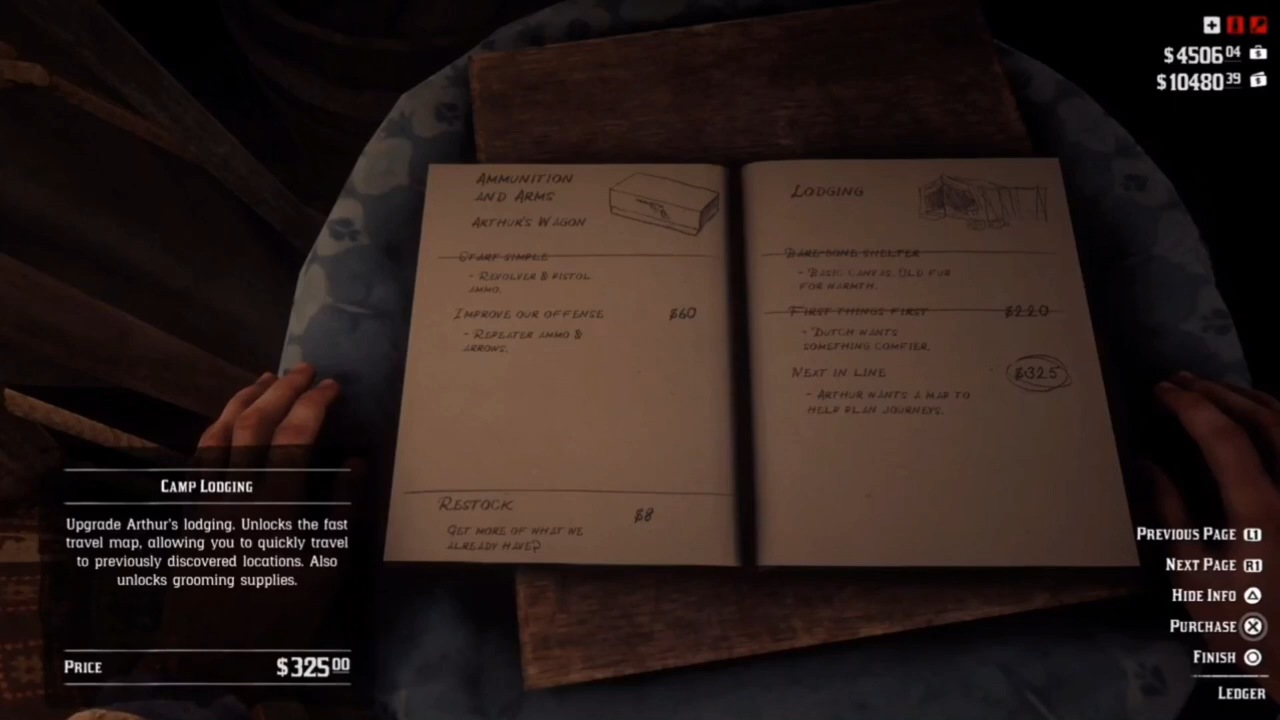 $4506.04
$10480.39
AMMUNITION
AND ARMS
ARTHUR'S WAGON
START SIMPLE
- REVOLVER & PISTOL
AMMO.
IMPROVE OUR OFFENSE $60
- REPEATER AMMO &
ARROWS.
RESTOCK $8
GET MORE OF WHAT WE
ALREADY HAVE?
LODGING
BARE-BONE SHELTER
- BASIC CANVAS. OLD FUR
FOR WARMTH.
FIRST THINGS FIRST $220
- DUTCH WANTS
SOMETHING COMFIER.
NEXT IN LINE $325
- ARTHUR WANTS A MAP TO
HELP PLAN JOURNEYS.
CAMP LODGING
Upgrade Arthur's lodging. Unlocks the fast
travel map, allowing you to quickly travel
to previously discovered locations. Also
unlocks grooming supplies.
PRICE $325.00
PREVIOUS PAGE L1
NEXT PAGE R1
HIDE INFO
PURCHASE
FINISH
LEDGER